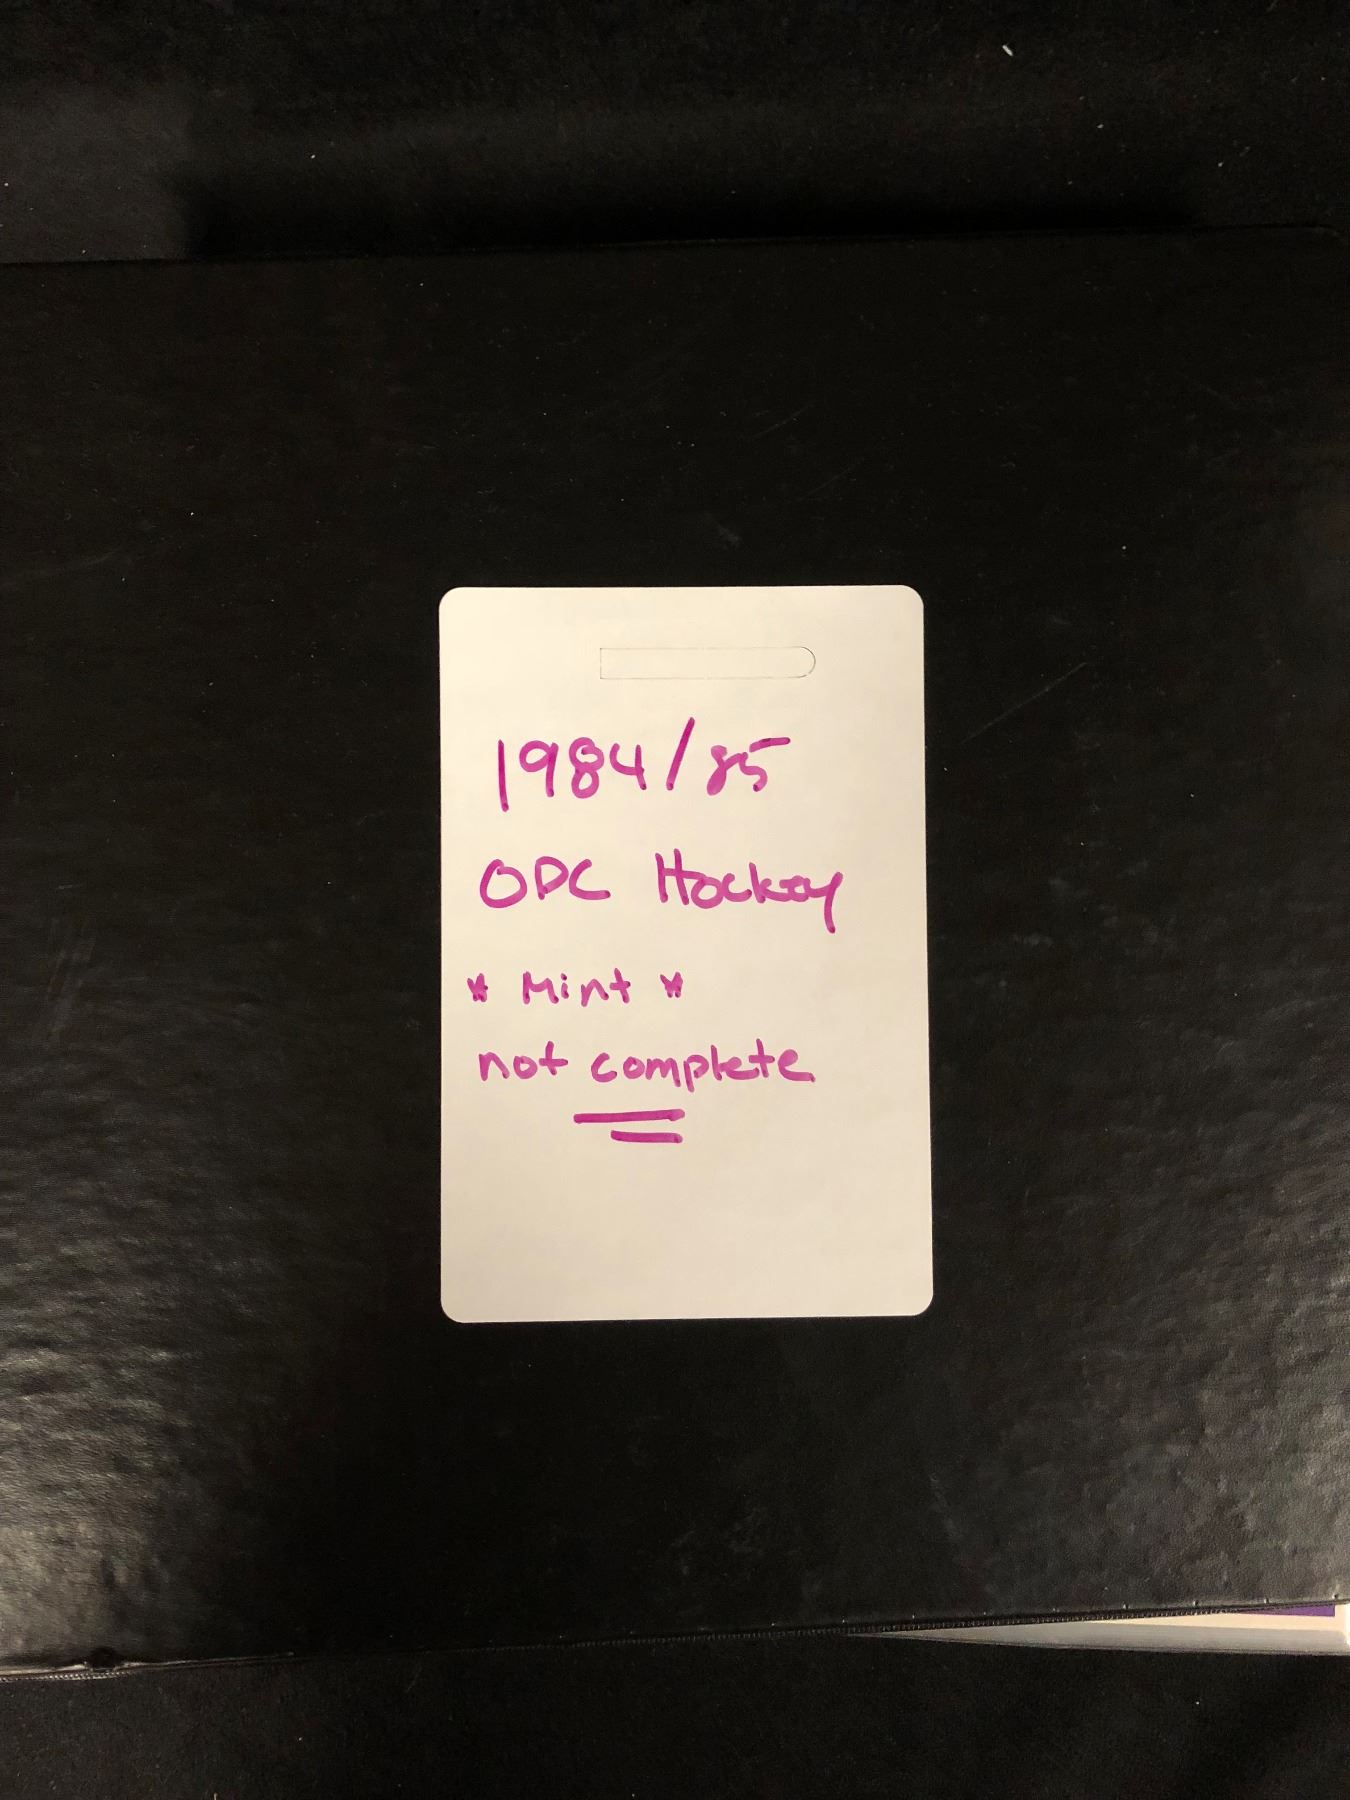 1984/85
OPC Hockey
* Mint *
not complete